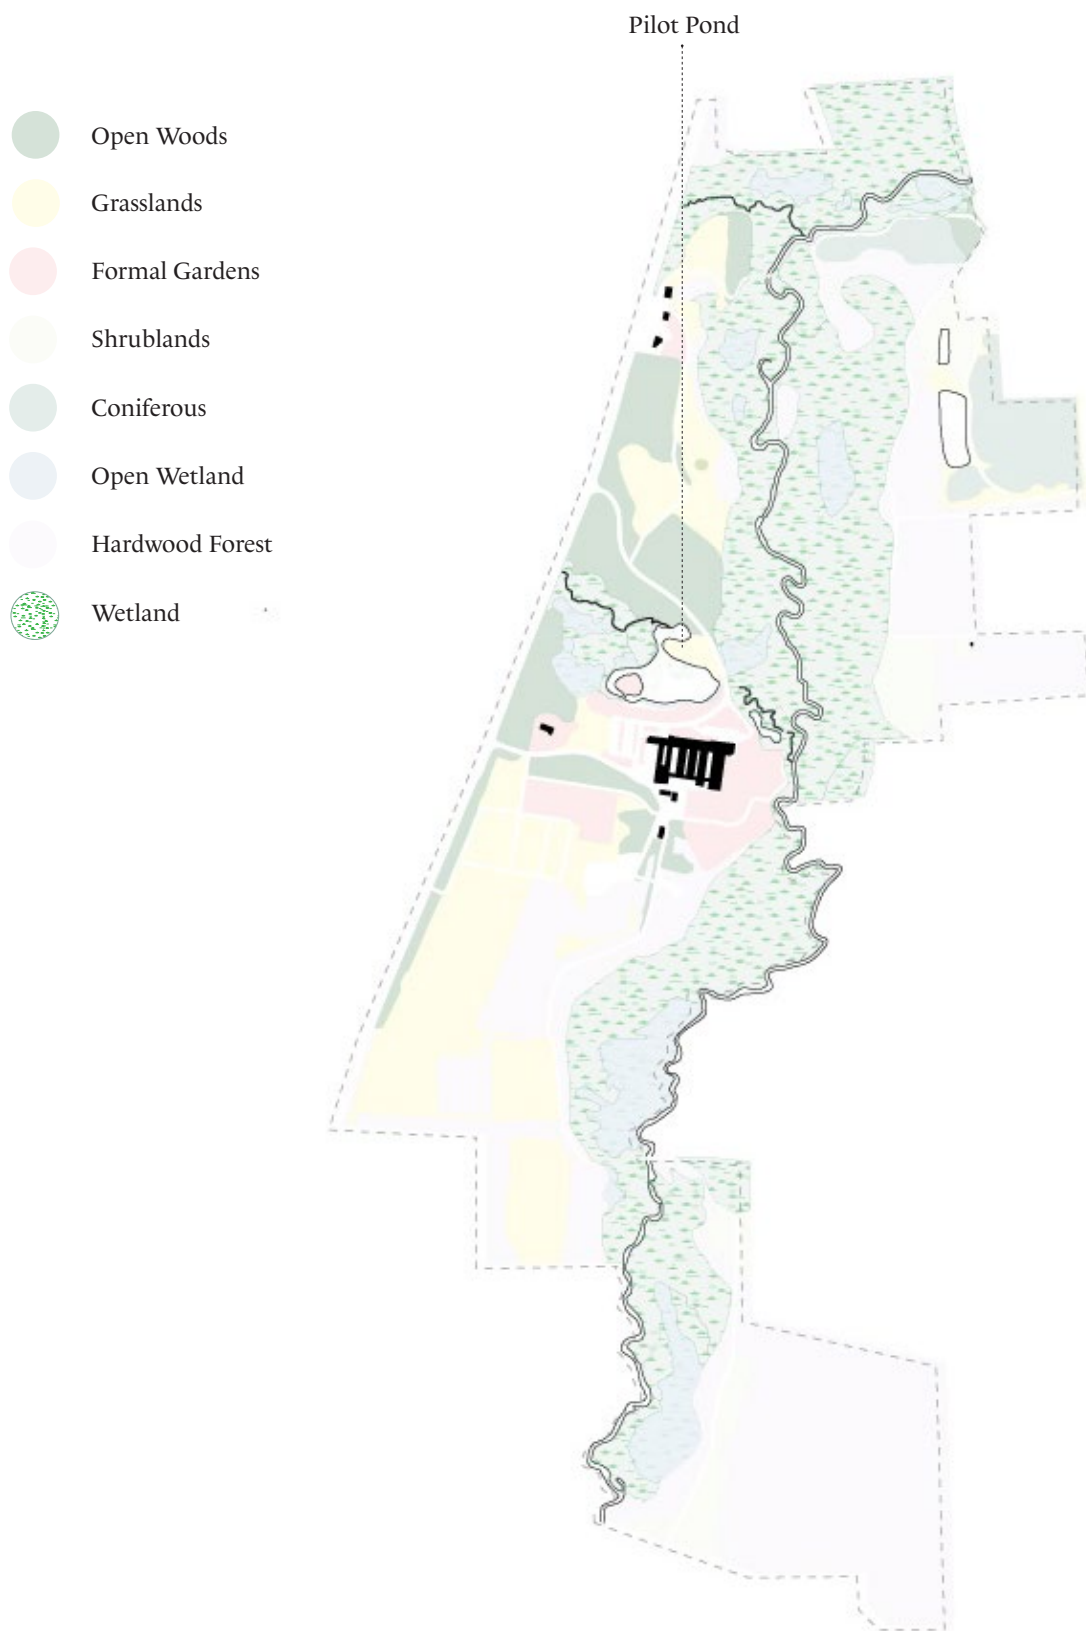 Pilot Pond
Open Woods
Grasslands
Formal Gardens
Shrublands
Coniferous
Open Wetland
Hardwood Forest
Wetland